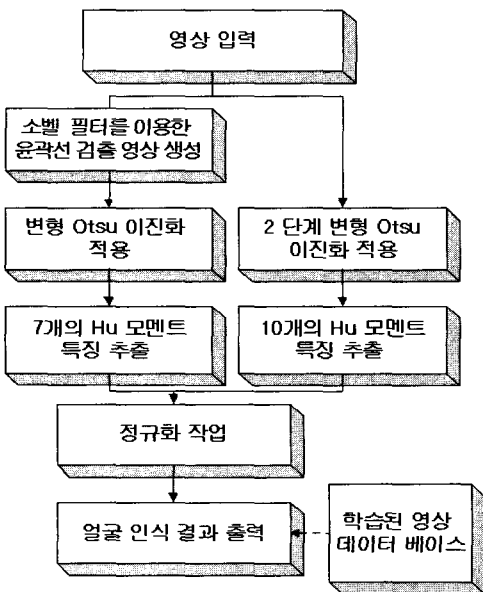 영상 입력
소벨 필터를 이용한
윤곽선 검출 영상 생성
변형 Otsu 이진화
적용
2 단계 변형 Otsu
이진화 적용
7개의 Hu 모멘트
특징 추출
10개의 Hu 모멘트
특징 추출
정규화 작업
얼굴 인식 결과 출력
학습된 영상
데이터 베이스